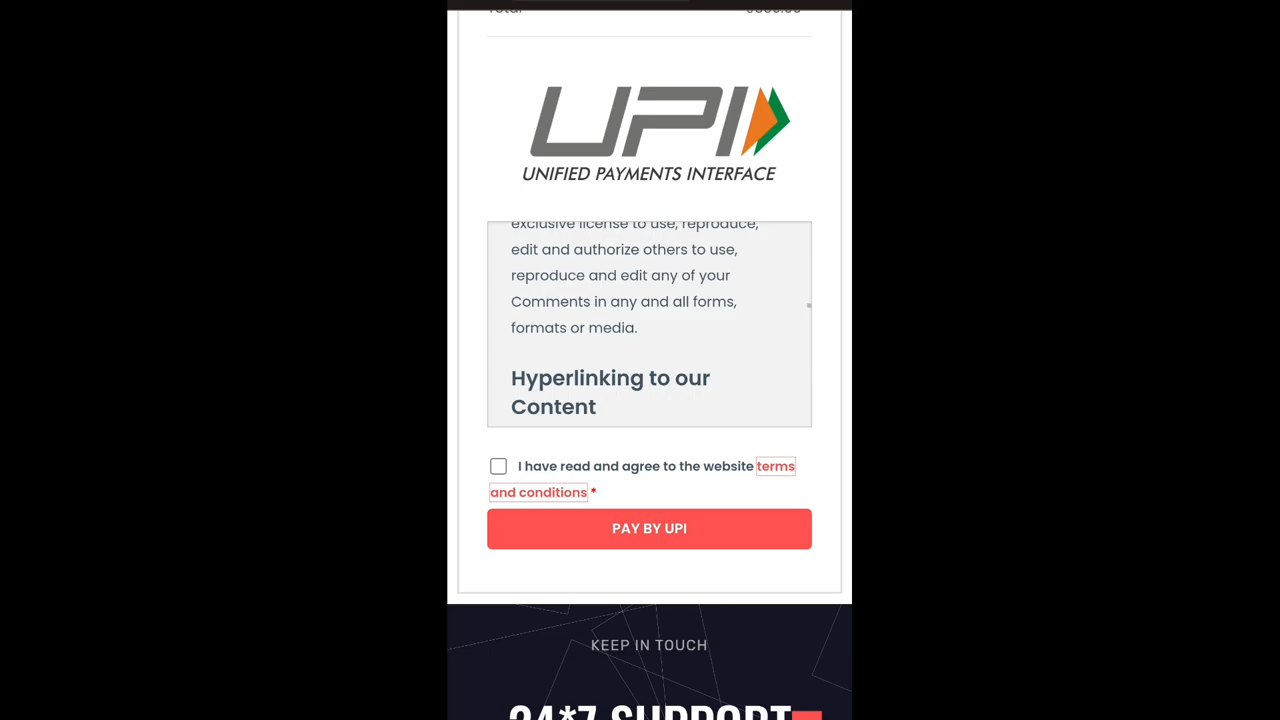 Total
UPI
UNIFIED PAYMENTS INTERFACE
exclusive license to use, reproduce,
edit and authorize others to use,
reproduce and edit any of your
Comments in any and all forms,
formats or media.
Hyperlinking to our
Content
I have read and agree to the website terms
and conditions *
PAY BY UPI
KEEP IN TOUCH
24*7 SUPPORT